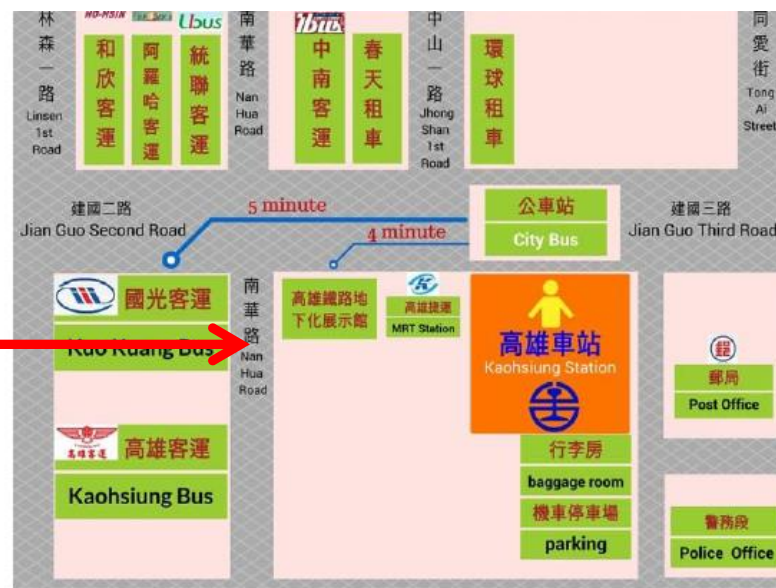 林森一路
Linsen
1st
Road
HO-HSIN
和欣客運
阿羅哈客運
Ubus
統聯客運
南華路
Nan
Hua
Road
ibus
中南客運
春天租車
中山一路
Jhong
Shan
1st
Road
環球租車
同愛街
Tong
Ai
Street
建國二路
Jian Guo Second Road
5 minute
4 minute
公車站
City Bus
建國三路
Jian Guo Third Road
國光客運
Kuo Kuang Bus
高雄客運
高雄客運
Kaohsiung Bus
南華路
Nan
Hua
Road
高雄鐵路地
下化展示館
高雄捷運
MRT Station
高雄車站
Kaohsiung Station
行李房
baggage room
機車停車場
parking
郵局
Post Office
警務段
Police Office